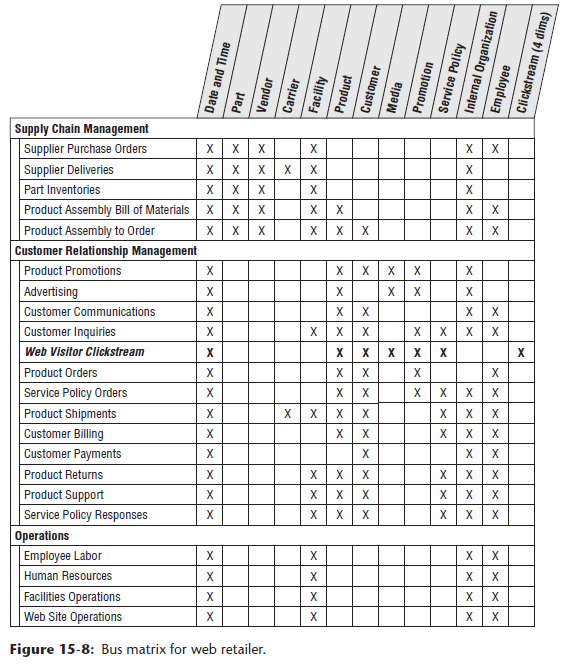 Date and Time
Part
Vendor
Carrier
Facility
Product
Customer
Media
Promotion
Service Policy
Internal Organization
Employee
Clickstream (4 dims)
Supply Chain Management
Supplier Purchase Orders X X X X X X
Supplier Deliveries X X X X X X
Part Inventories X X X X X
Product Assembly Bill of Materials X X X X X X X
Product Assembly to Order X X X X X X X X
Customer Relationship Management
Product Promotions X X X X X X
Advertising X X X X X
Customer Communications X X X X X
Customer Inquiries X X X X X X X X
Web Visitor Clickstream X X X X X X X
Product Orders X X X X X
Service Policy Orders X X X X X X X
Product Shipments X X X X X X X X
Customer Billing X X X X X X
Customer Payments X X X X
Product Returns X X X X X X X
Product Support X X X X X X X
Service Policy Responses X X X X X X X
Operations
Employee Labor X X X X
Human Resources X X X X
Facilities Operations X X X X
Web Site Operations X X X X
Figure 15-8: Bus matrix for web retailer.